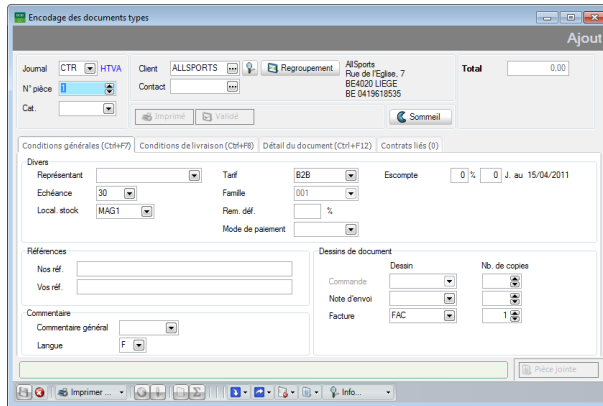 Encodage des documents types
Ajout
Journal CTR HTVA Client ALLSPORTS Regroupement AllSports Total 0,00
Rue de l'Eglise, 7
N° pièce 1 Contact BE4020 LIEGE
BE 0419618535
Cat. Imprimé Validé Sommeil
Conditions générales (Ctrl+F7) Conditions de livraison (Ctrl+F8) Détail du document (Ctrl+F12) Contrats liés (0)
Divers
Représentant Tarif B2B Escompte 0 % 0 J. au 15/04/2011
Echéance 30 Famille 001
Local. stock MAG1 Rem. déf. %
Mode de paiement
Références Dessins de document
Dessin Nb. de copies
Nos réf. Commande
Vos réf. Note d'envoi
Facture FAC 1
Commentaire
Commentaire général
Langue F
Pièce jointe
Imprimer ... Info...